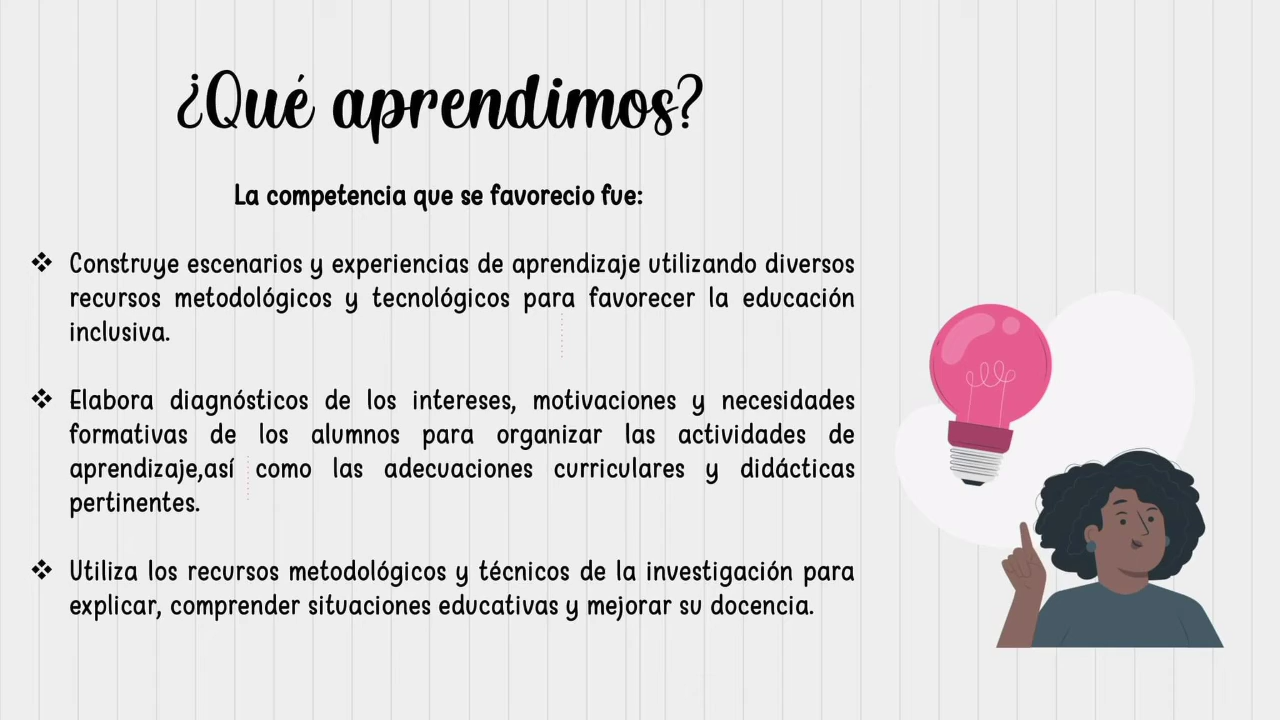 ¿Qué aprendimos?
La competencia que se favorecio fue:
❖ Construye escenarios y experiencias de aprendizaje utilizando diversos
recursos metodológicos y tecnológicos para favorecer la educación
inclusiva.
❖ Elabora diagnósticos de los intereses, motivaciones y necesidades
formativas de los alumnos para organizar las actividades de
aprendizaje,así como las adecuaciones curriculares y didácticas
pertinentes.
❖ Utiliza los recursos metodológicos y técnicos de la investigación para
explicar, comprender situaciones educativas y mejorar su docencia.